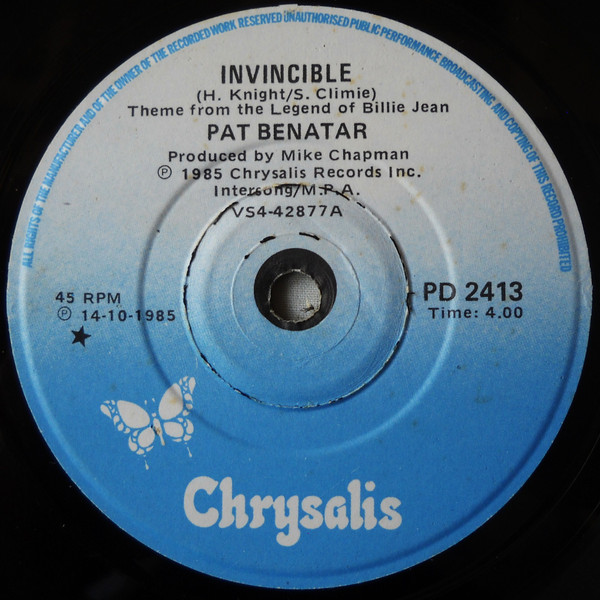 ALL RIGHTS OF THE MANUFACTURER AND OF THE OWNER OF THE RECORDED WORK RESERVED UNAUTHORISED PUBLIC PERFORMANCE BROADCASTING AND COPYING OF THIS RECORD PROHIBITED
INVINCIBLE
(H. Knight/S. Climie)
Theme from the Legend of Billie Jean
PAT BENATAR
Produced by Mike Chapman
℗ 1985 Chrysalis Records Inc.
Intersong/M.P.A.
VS4-42877A
45 RPM
℗ 14-10-1985
PD 2413
Time: 4.00
Chrysalis